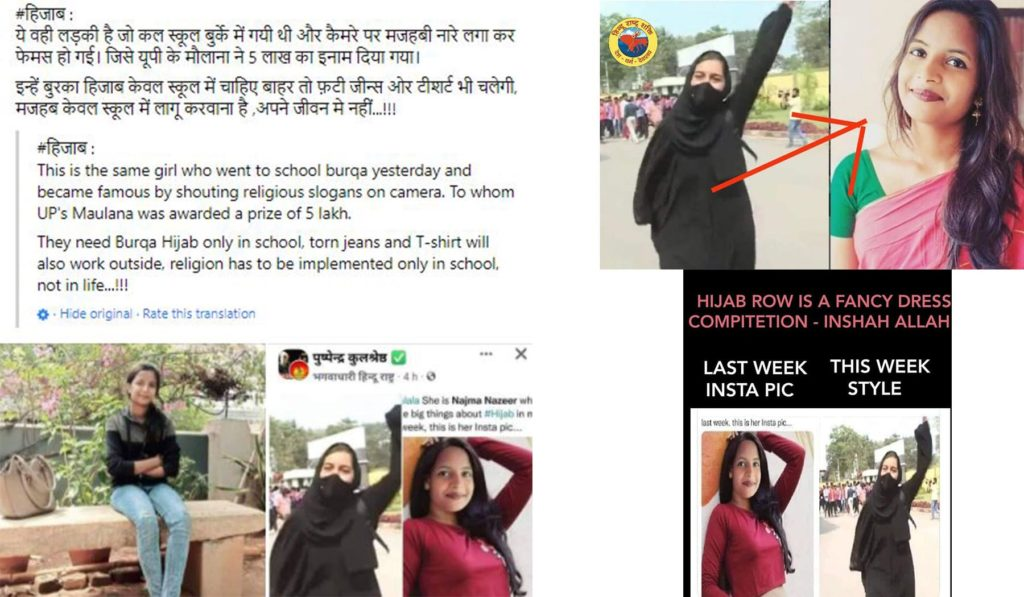 #हिजाब :
ये वही लड़की है जो कल स्कूल बुर्के में गयी थी और कैमरे पर मजहबी नारे लगा कर
फेमस हो गई। जिसे यूपी के मौलाना ने 5 लाख का इनाम दिया गया।
इन्हें बुरका हिजाब केवल स्कूल में चाहिए बाहर तो फ़टी जीन्स ओर टीशर्ट भी चलेगी,
मजहब केवल स्कूल में लागू करवाना है ,अपने जीवन मे नहीं...!!!
#हिजाब :
This is the same girl who went to school burqa yesterday and
became famous by shouting religious slogans on camera. To whom
UP's Maulana was awarded a prize of 5 lakh.
They need Burqa Hijab only in school, torn jeans and T-shirt will
also work outside, religion has to be implemented only in school,
not in life...!!!
· Hide original · Rate this translation
हिन्दू राष्ट्र शक्ति
पुष्पेन्द्र कुलश्रेष्ठ
भगवाधारी हिन्दू राष्ट्र · 4 h ·
lala She is Najma Nazeer wh
e big things about #Hijab in m
week, this is her Insta pic...
HIJAB ROW IS A FANCY DRESS
COMPITETION - INSHAH ALLAH
LAST WEEK
INSTA PIC
THIS WEEK
STYLE
last week, this is her Insta pic...